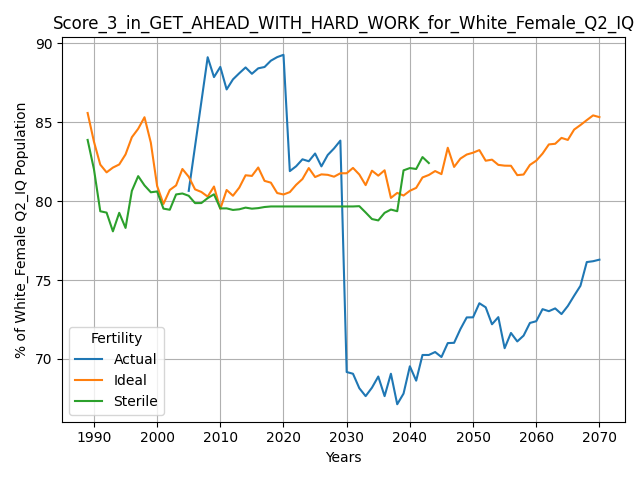 Score_3_in_GET_AHEAD_WITH_HARD_WORK_for_White_Female_Q2_IQ
% of White_Female Q2_IQ Population
90
85
80
75
70
Fertility
Actual
Ideal
Sterile
1990 2000 2010 2020 2030 2040 2050 2060 2070
Years